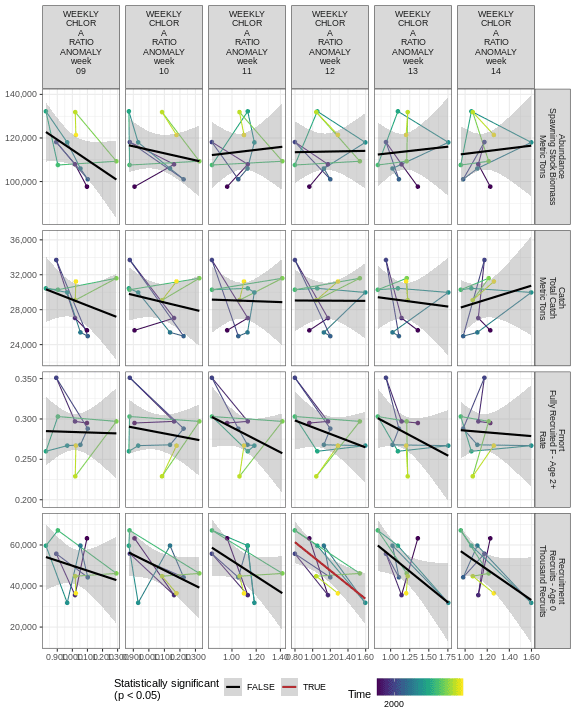 WEEKLY CHLOR A RATIO ANOMALY week 09
WEEKLY CHLOR A RATIO ANOMALY week 10
WEEKLY CHLOR A RATIO ANOMALY week 11
WEEKLY CHLOR A RATIO ANOMALY week 12
WEEKLY CHLOR A RATIO ANOMALY week 13
WEEKLY CHLOR A RATIO ANOMALY week 14
140,000
120,000
100,000
Abundance
Spawning Stock Biomass
Metric Tons
36,000
32,000
28,000
24,000
Catch
Total Catch
Metric Tons
0.350
0.300
0.250
0.200
Fmort
Fully Recruited F - Age 2+
Rate
60,000
40,000
20,000
Recruitment
Recruits - Age 0
Thousand Recruits
1.00 1.20 1.40
0.80 1.00 1.20 1.40 1.60
1.00 1.25 1.50 1.75
1.00 1.20 1.40 1.60
Statistically significant
(p < 0.05)
FALSE
TRUE
Time
2000